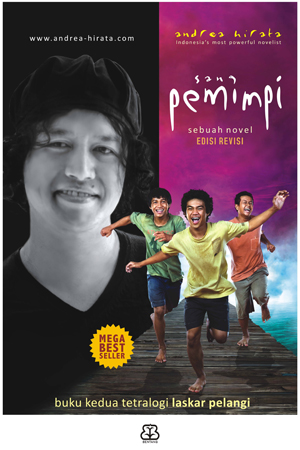 www.andrea-hirata.com
andrea hirata
Indonesia's most powerful novelist
sang
pemimpi
sebuah novel
EDISI REVISI
MEGA
BEST
SELLER
buku kedua tetralogi laskar pelangi
BENTANG